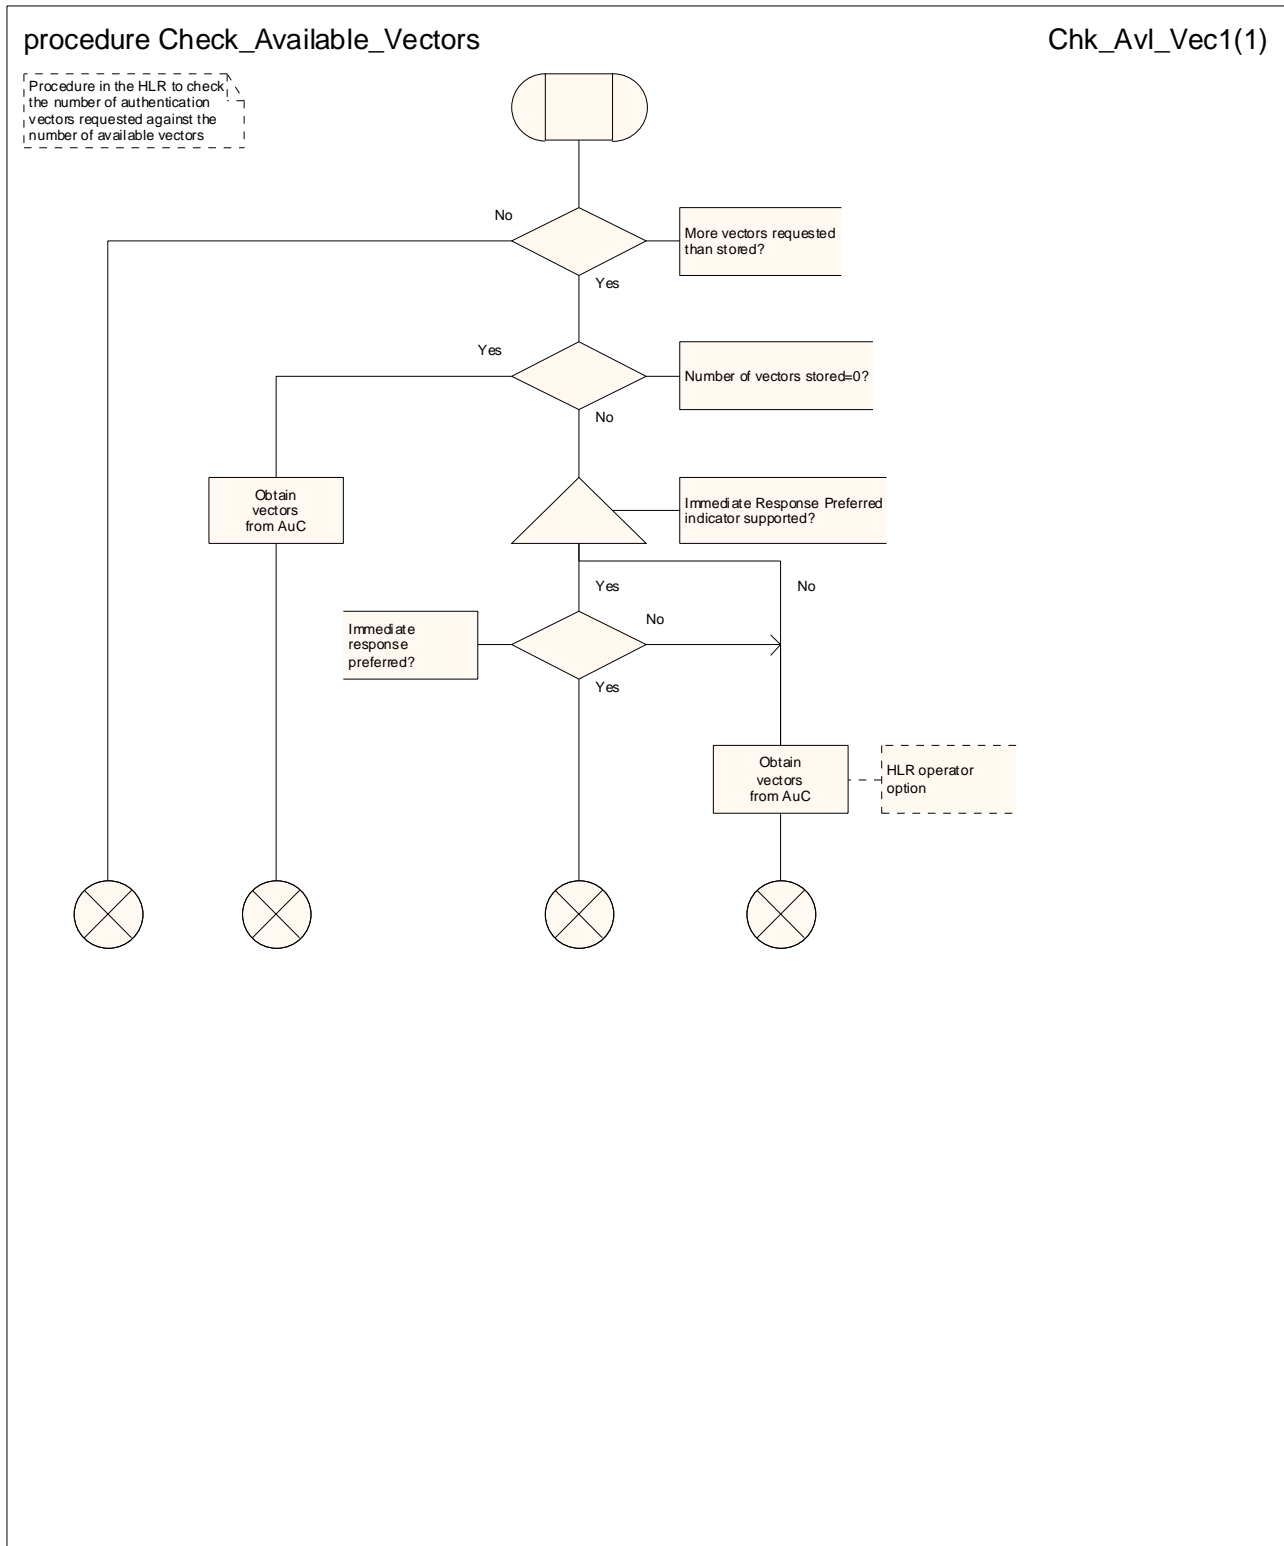 procedure Check_Available_Vectors
Chk_Avl_Vec1(1)
Procedure in the HLR to check
the number of authentication
vectors requested against the
number of available vectors
No
More vectors requested
than stored?
Yes
Yes
Number of vectors stored=0?
No
Obtain
vectors
from AuC
Immediate Response Preferred
indicator supported?
Yes
No
Immediate
response
preferred?
No
Yes
Obtain
vectors
from AuC
HLR operator
option